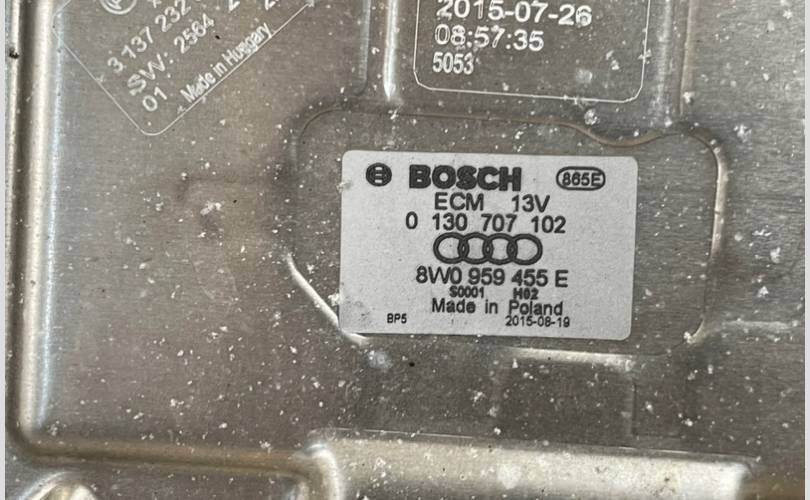 3 137 232
SW: 2564
01
Made in Hungary
2015-07-26
08:57:35
5053
BOSCH 865E
ECM 13V
0 130 707 102
8W0 959 455 E
S0001 H02
Made in Poland
BP5 2015-08-19